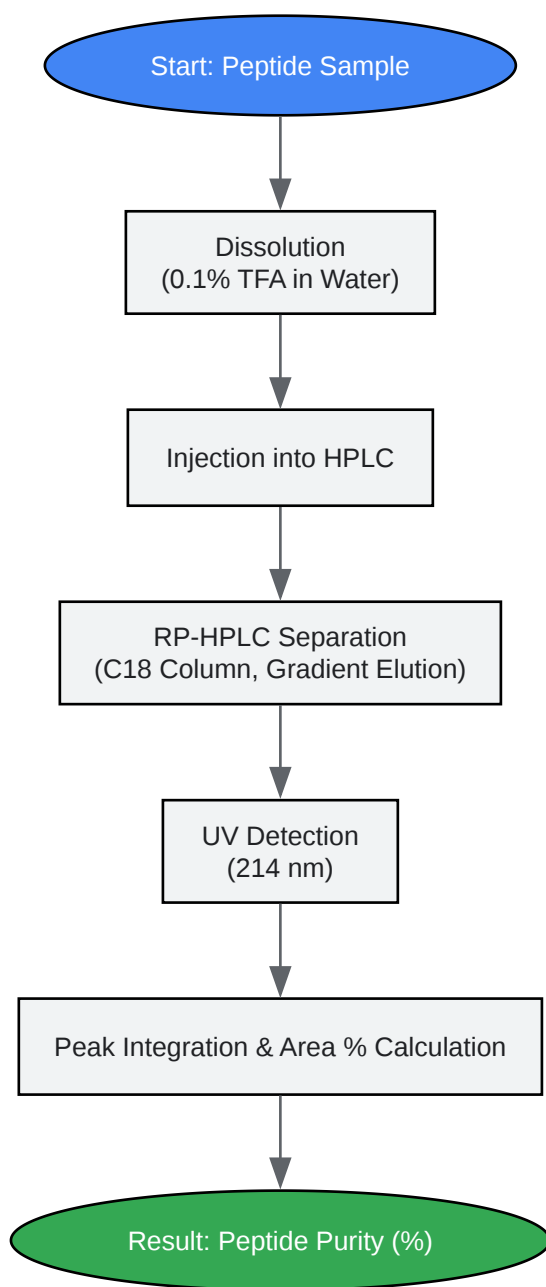 Start: Peptide Sample
Dissolution
(0.1% TFA in Water)
Injection into HPLC
RP-HPLC Separation
(C18 Column, Gradient Elution)
UV Detection
(214 nm)
Peak Integration & Area % Calculation
Result: Peptide Purity (%)